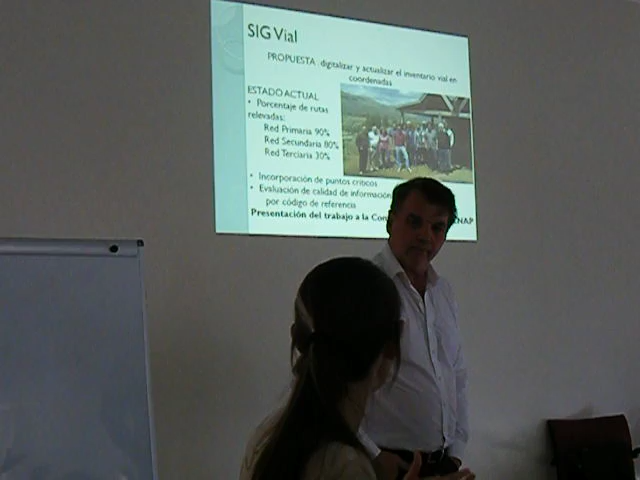 SIG Vial
PROPUESTA: digitalizar y actualizar el inventario vial en
coordenadas
ESTADO ACTUAL
• Porcentaje de rutas
relevadas:
Red Primaria 90%
Red Secundaria 80%
Red Terciaria 30%
• Incorporación de puntos críticos
• Evaluación de calidad de información
por código de referencia
Presentación del trabajo a la